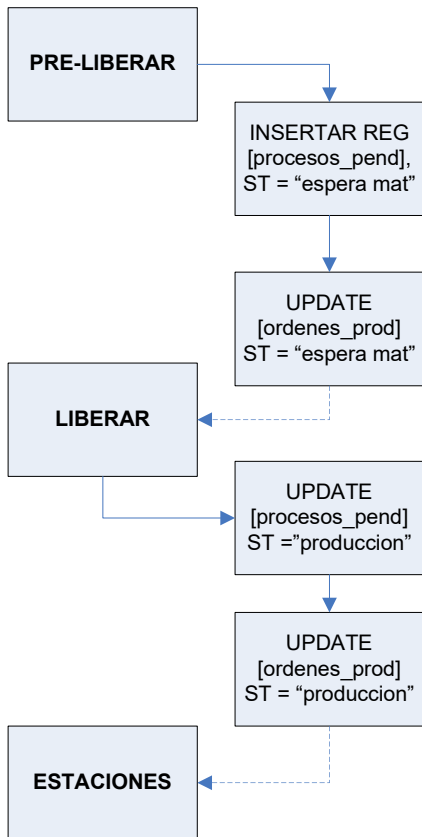 PRE-LIBERAR
INSERTAR REG
[procesos_pend],
ST = “espera mat”
UPDATE
[ordenes_prod]
ST = “espera mat”
LIBERAR
UPDATE
[procesos_pend]
ST =”produccion”
UPDATE
[ordenes_prod]
ST = “produccion”
ESTACIONES